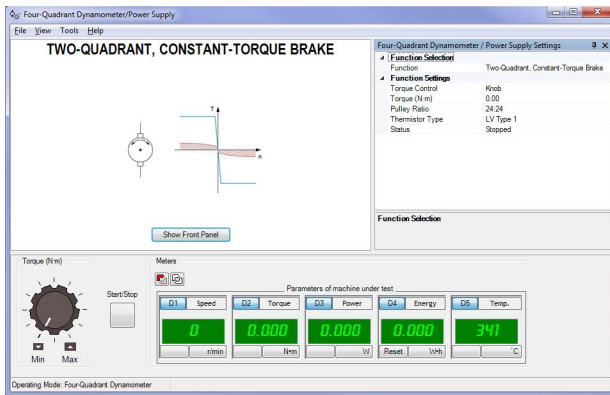 Four-Quadrant Dynamometer/Power Supply
File View Tools Help
TWO-QUADRANT, CONSTANT-TORQUE BRAKE
T
n
Show Front Panel
Four-Quadrant Dynamometer / Power Supply Settings
Function Selection
Function Two-Quadrant, Constant-Torque Brake
Function Settings
Torque Control Knob
Torque (N·m) 0.00
Pulley Ratio 24:24
Thermistor Type LV Type 1
Status Stopped
Function Selection
Torque (N·m)
Min Max
Start/Stop
Meters
Parameters of machine under test
D1 Speed D2 Torque D3 Power D4 Energy D5 Temp.
0 0.000 0.000 0.000 341
r/min N•m W Reset W•h °C
Operating Mode: Four-Quadrant Dynamometer